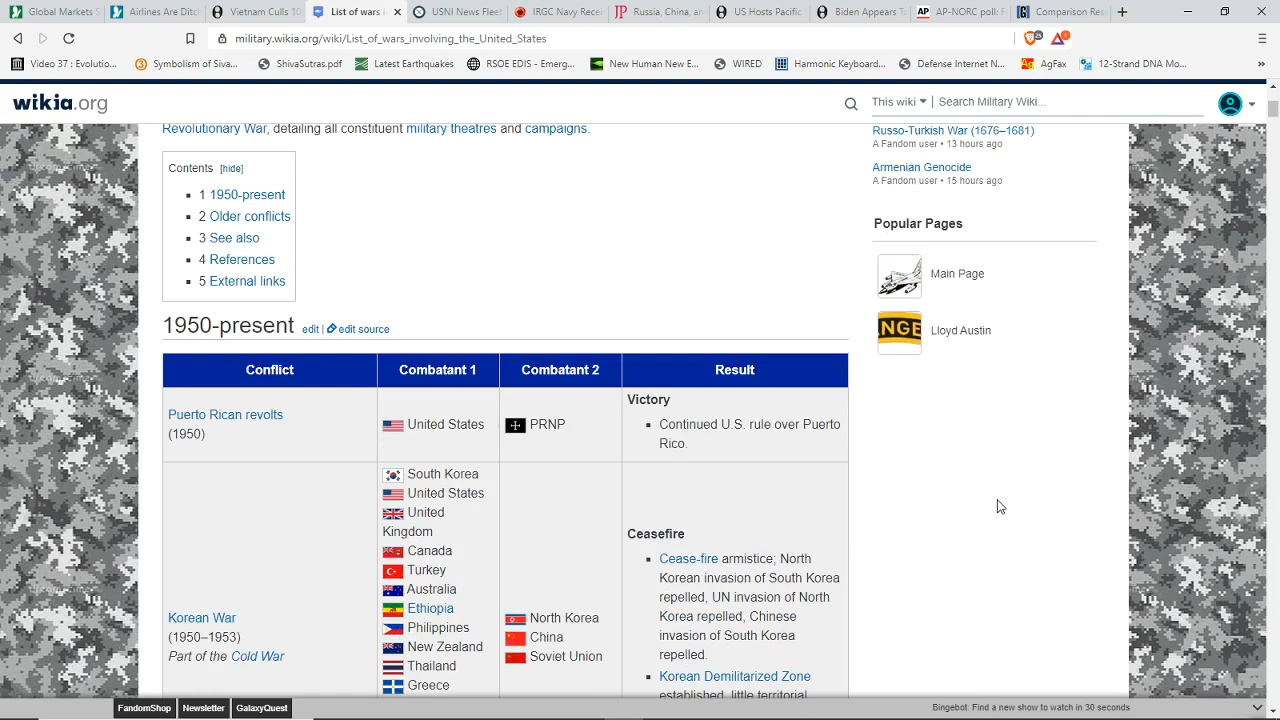 Global Markets
Airlines Are Ditc
Vietnam Culls 10
List of wars i
USNI News Fleet
IRGC Navy Rece
Russia, China, an
US Hosts Pacific
Biden Appears T
AP-NORC poll: F
Comparison Res
military.wikia.org/wiki/List_of_wars_involving_the_United_States
Video 37 : Evolutio...
Symbolism of Siva...
ShivaSutras.pdf
Latest Earthquakes
RSOE EDIS - Emerg...
New Human New E...
WIRED
Harmonic Keyboard...
Defense Internet N...
AgFax
12-Strand DNA Mo...
wikia.org
This wiki
Search Military Wiki...
Revolutionary War, detailing all constituent military theatres and campaigns.
Contents [hide]
1 1950-present
2 Older conflicts
3 See also
4 References
5 External links
1950-present edit | edit source
Conflict Combatant 1 Combatant 2 Result
Puerto Rican revolts
(1950)
United States
PRNP
Victory
Continued U.S. rule over Puerto
Rico.
Korean War
(1950–1953)
Part of the Cold War
South Korea
United States
United
Kingdom
Canada
Turkey
Australia
Ethiopia
Philippines
New Zealand
Thailand
Greece
North Korea
China
Soviet Union
Ceasefire
Cease-fire armistice; North
Korean invasion of South Korea
repelled, UN invasion of North
Korea repelled, Chinese
invasion of South Korea
repelled.
Korean Demilitarized Zone
established, little territorial
Russo-Turkish War (1676–1681)
A Fandom user • 13 hours ago
Armenian Genocide
A Fandom user • 15 hours ago
Popular Pages
Main Page
NGE
Lloyd Austin
FandomShop
Newsletter
GalaxyQuest
Bingebot: Find a new show to watch in 30 seconds